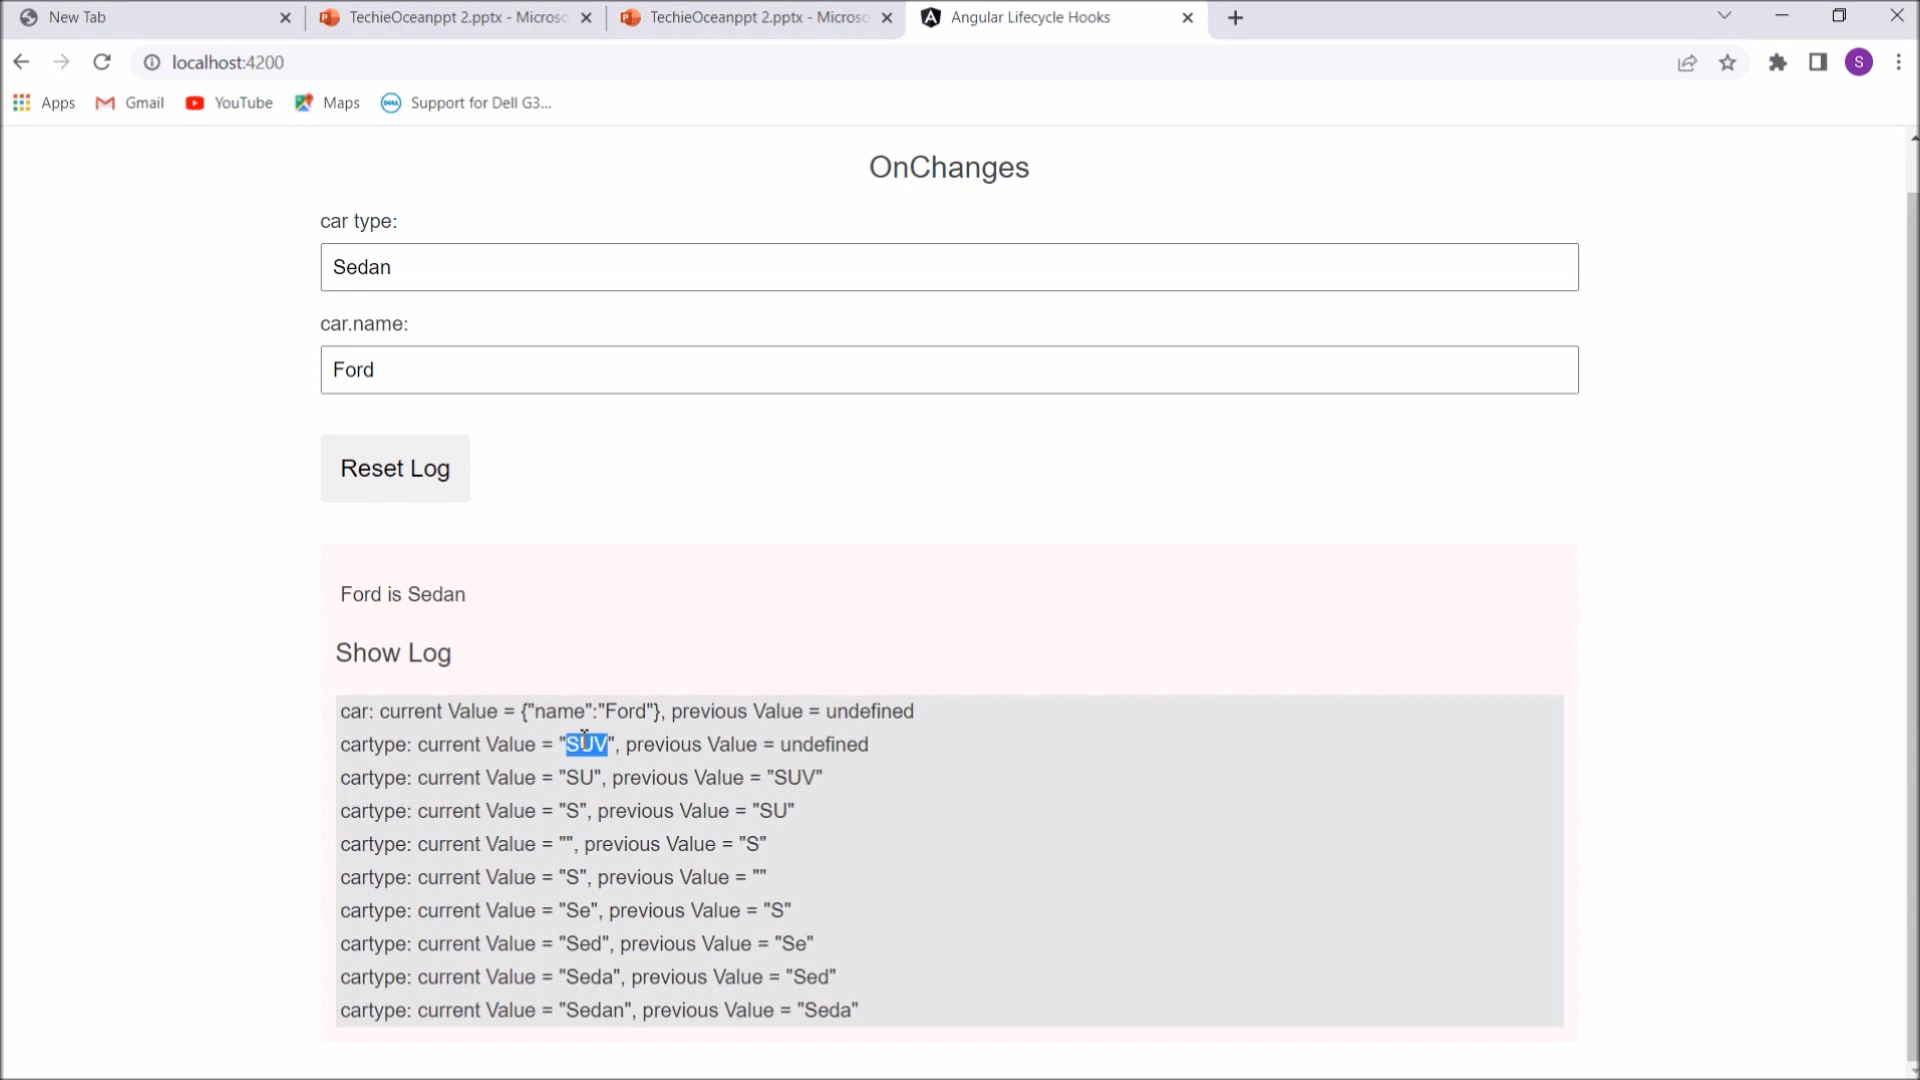 New Tab
TechieOceanppt 2.pptx - Microso
TechieOceanppt 2.pptx - Microso
Angular Lifecycle Hooks
localhost:4200
S
Apps
Gmail
YouTube
Maps
DELL
Support for Dell G3...
OnChanges
car type:
Sedan
car.name:
Ford
Reset Log
Ford is Sedan
Show Log
car: current Value = {"name":"Ford"}, previous Value = undefined
cartype: current Value = "SUV", previous Value = undefined
cartype: current Value = "SU", previous Value = "SUV"
cartype: current Value = "S", previous Value = "SU"
cartype: current Value = "", previous Value = "S"
cartype: current Value = "S", previous Value = ""
cartype: current Value = "Se", previous Value = "S"
cartype: current Value = "Sed", previous Value = "Se"
cartype: current Value = "Seda", previous Value = "Sed"
cartype: current Value = "Sedan", previous Value = "Seda"